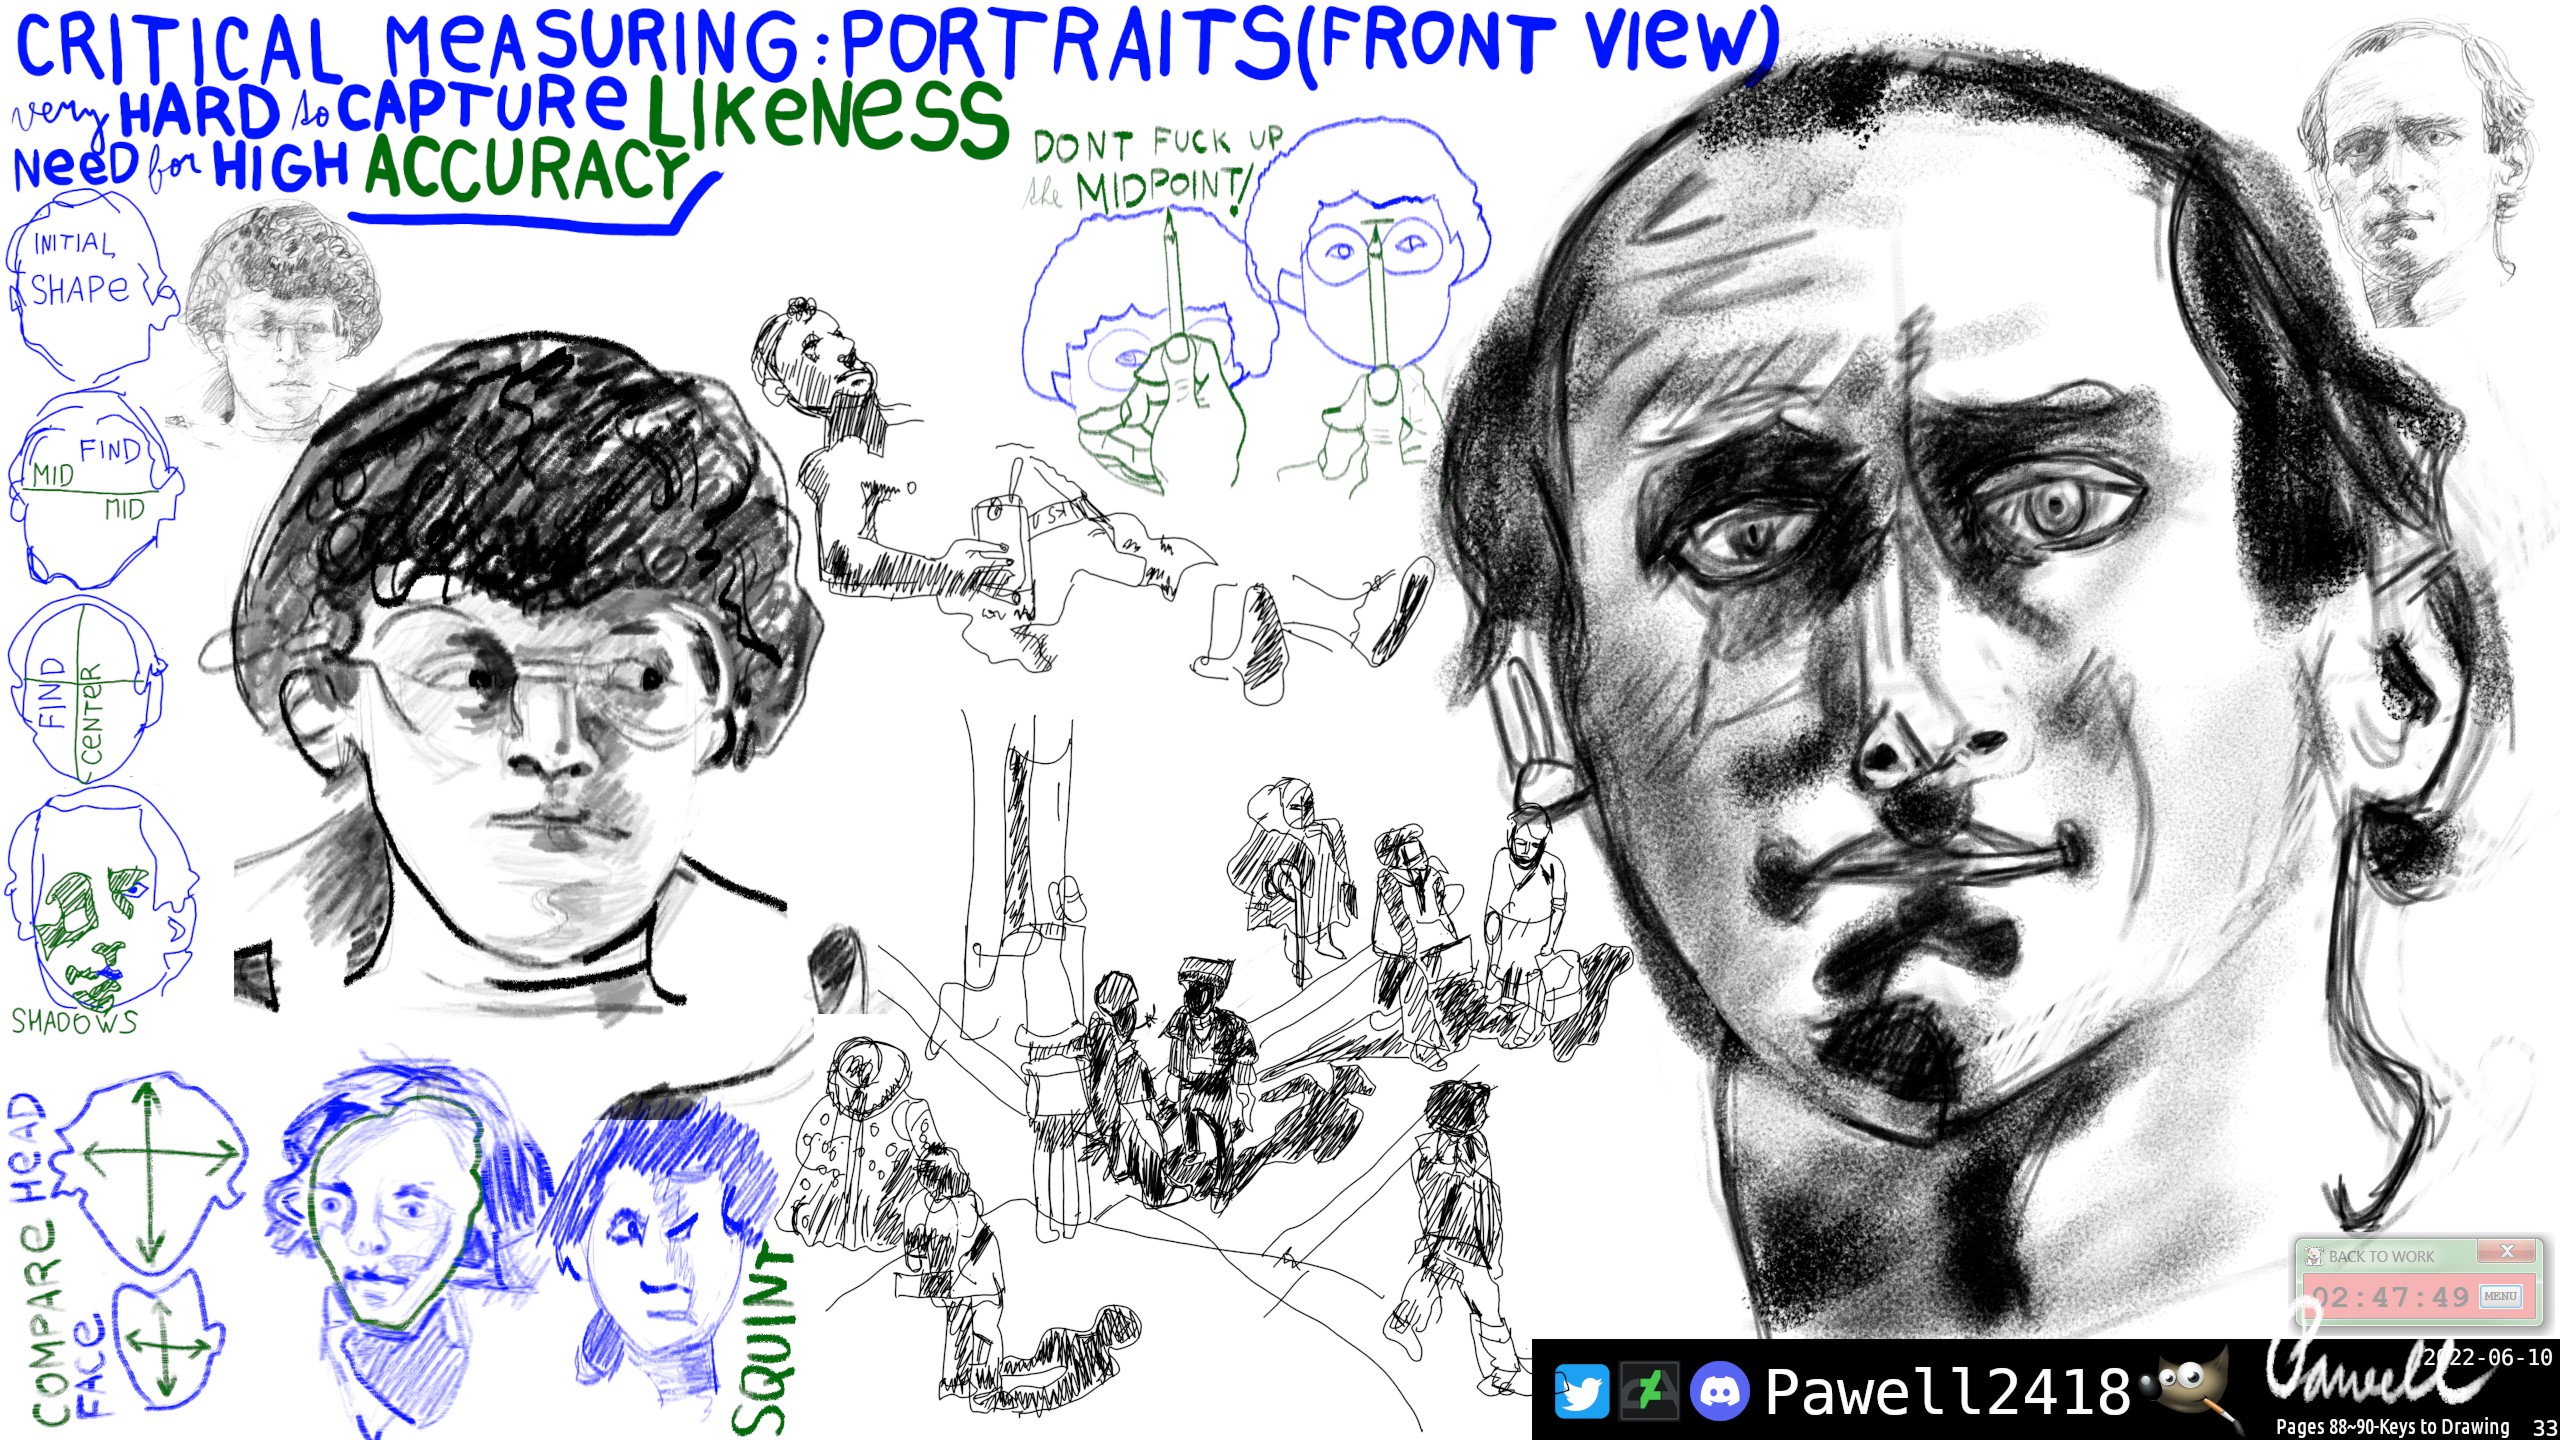 CRITICAL MEASURING: PORTRAITS(FRONT VIEW)
very HARD to CAPTURE LIKENESS
NEED for HIGH ACCURACY
DONT FUCK UP
the MIDPOINT!
INITIAL
SHAPE
FIND
MID
MID
FIND
CENTER
SHADOWS
COMPARE HEAD
FACE
SQUINT
BACK TO WORK
X
02:47:49
MENU
Pawell2418
Pawell
2022-06-10
Pages 88~90-Keys to Drawing 33